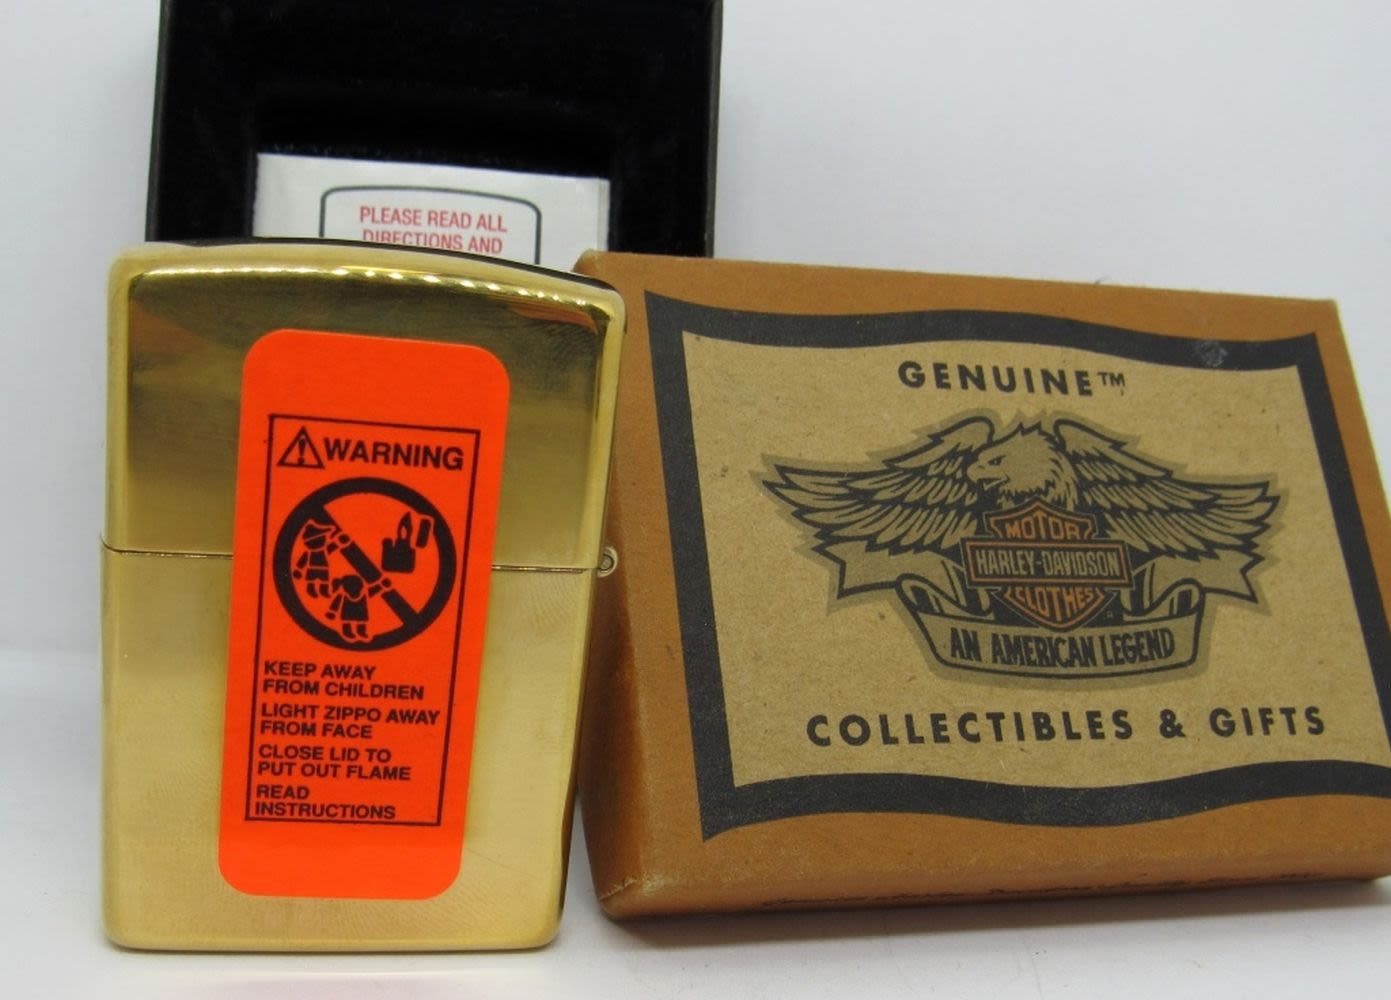 PLEASE READ ALL
DIRECTIONS AND
⚠WARNING
KEEP AWAY
FROM CHILDREN
LIGHT ZIPPO AWAY
FROM FACE
CLOSE LID TO
PUT OUT FLAME
READ
INSTRUCTIONS
GENUINE™
MOTOR
HARLEY-DAVIDSON
CLOTHES
AN AMERICAN LEGEND
COLLECTIBLES & GIFTS